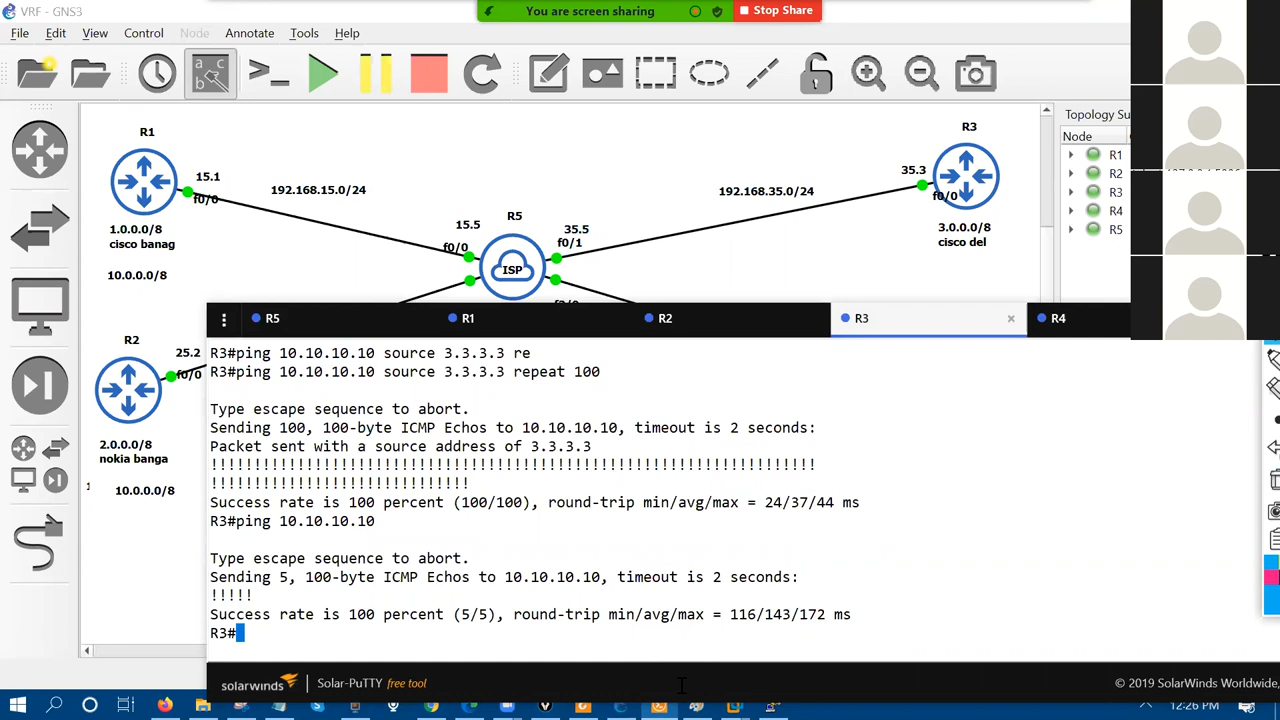 VRF - GNS3
You are screen sharing
Stop Share
File Edit View Control Node Annotate Tools Help
a c
b
Topology Su
Node
R1
R2
R3
R4
R5
R1
15.1
f0/0
192.168.15.0/24
1.0.0.0/8
cisco banag
10.0.0.0/8
R5
15.5
f0/0
35.5
f0/1
ISP
192.168.35.0/24
R3
35.3
f0/0
3.0.0.0/8
cisco del
R2
25.2
f0/0
2.0.0.0/8
nokia banga
10.0.0.0/8
R5 R1 R2 R3 × R4
R3#ping 10.10.10.10 source 3.3.3.3 re
R3#ping 10.10.10.10 source 3.3.3.3 repeat 100
Type escape sequence to abort.
Sending 100, 100-byte ICMP Echos to 10.10.10.10, timeout is 2 seconds:
Packet sent with a source address of 3.3.3.3
!!!!!!!!!!!!!!!!!!!!!!!!!!!!!!!!!!!!!!!!!!!!!!!!!!!!!!!!!!!!!!!!!!!!!!
!!!!!!!!!!!!!!!!!!!!!!!!!!!!!!
Success rate is 100 percent (100/100), round-trip min/avg/max = 24/37/44 ms
R3#ping 10.10.10.10
Type escape sequence to abort.
Sending 5, 100-byte ICMP Echos to 10.10.10.10, timeout is 2 seconds:
!!!!!
Success rate is 100 percent (5/5), round-trip min/avg/max = 116/143/172 ms
R3#
solarwinds Solar-PuTTY free tool
© 2019 SolarWinds Worldwide,
12:26 PM